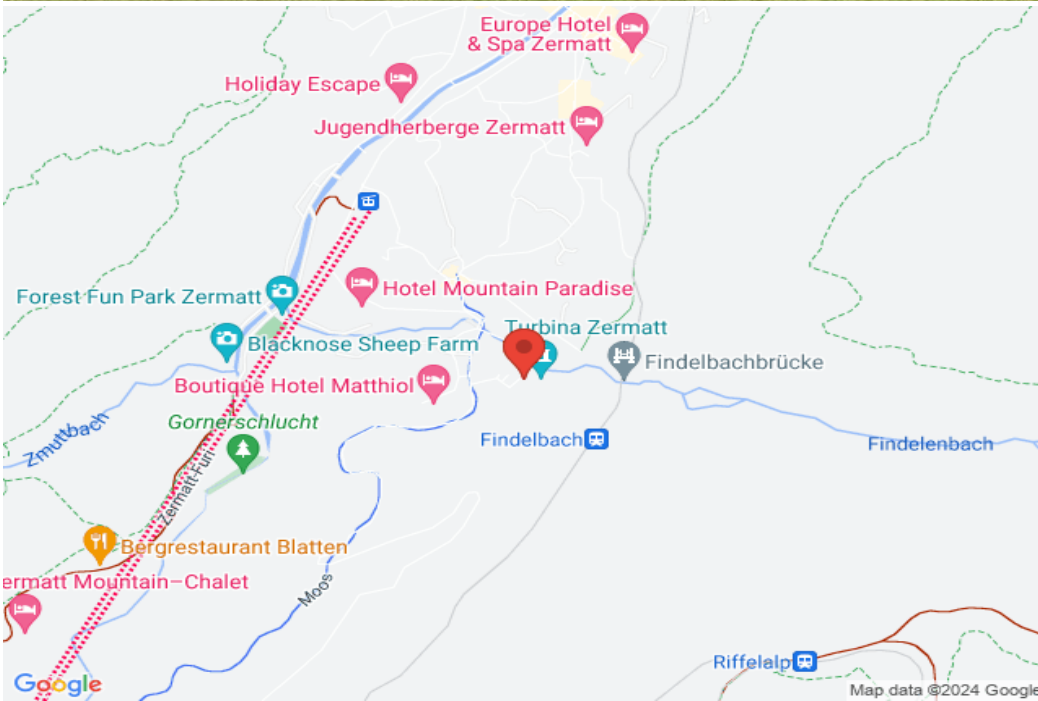 Europe Hotel
& Spa Zermatt
Holiday Escape
Jugendherberge Zermatt
Forest Fun Park Zermatt
Hotel Mountain Paradise
Turbina Zermatt
Blacknose Sheep Farm
Findelbachbrücke
Boutique Hotel Matthiol
Gornerschlucht
Zmuttbach
Findelbach
Findelenbach
Zermatt-Furi
Bergrestaurant Blatten
ermatt Mountain-Chalet
Moos
Riffelalp
Google
Map data ©2024 Google